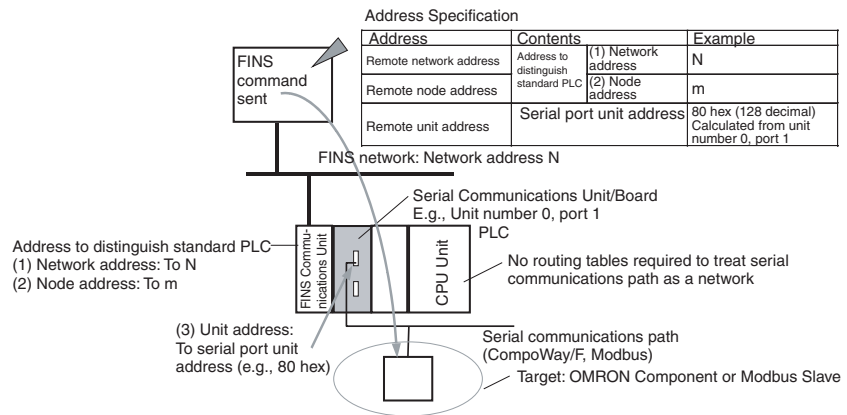 Address Specification
Address Contents Example
Remote network address
Address to
distinguish
standard PLC
(1) Network
address
N
Remote node address
(2) Node
address
m
Remote unit address
Serial port unit address
80 hex (128 decimal)
Calculated from unit
number 0, port 1
FINS
command
sent
FINS network: Network address N
Serial Communications Unit/Board
E.g., Unit number 0, port 1
PLC
Address to distinguish standard PLC
(1) Network address: To N
(2) Node address: To m
FINS Commu-
nications Unit
CPU Unit
No routing tables required to treat serial
communications path as a network
(3) Unit address:
To serial port unit
address (e.g., 80 hex)
Serial communications path
(CompoWay/F, Modbus)
Target: OMRON Component or Modbus Slave